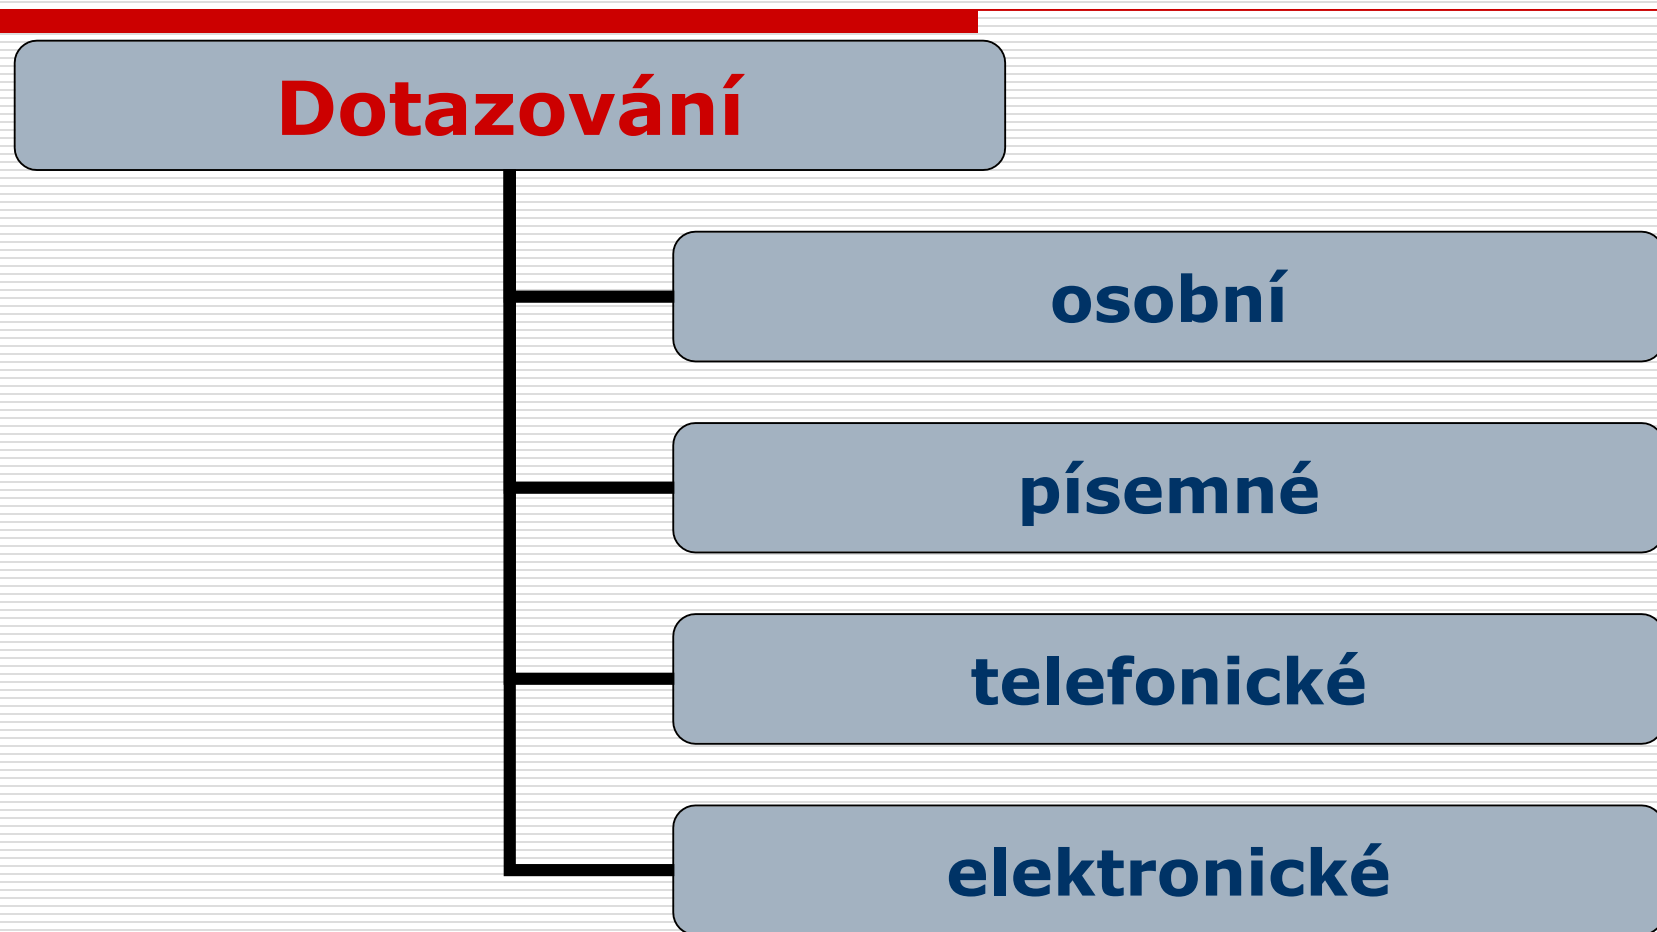 Dotazování
osobní
písemné
telefonické
elektronické